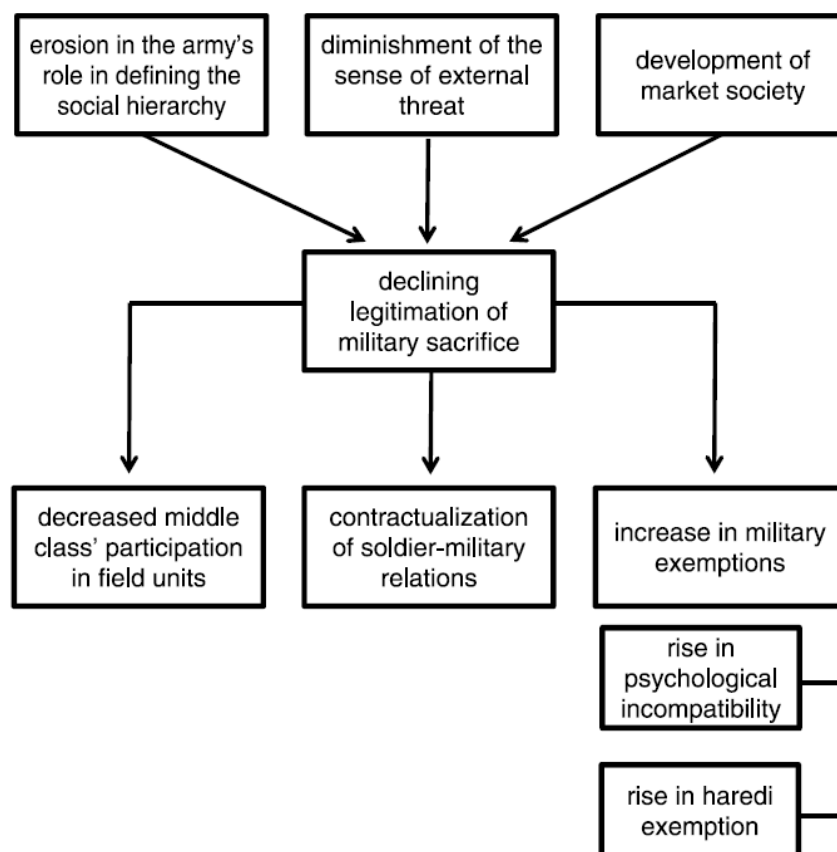 erosion in the army's
role in defining the
social hierarchy
diminishment of the
sense of external
threat
development of
market society
declining
legitimation of
military sacrifice
decreased middle
class' participation
in field units
contractualization
of soldier-military
relations
increase in military
exemptions
rise in
psychological
incompatibility
rise in haredi
exemption